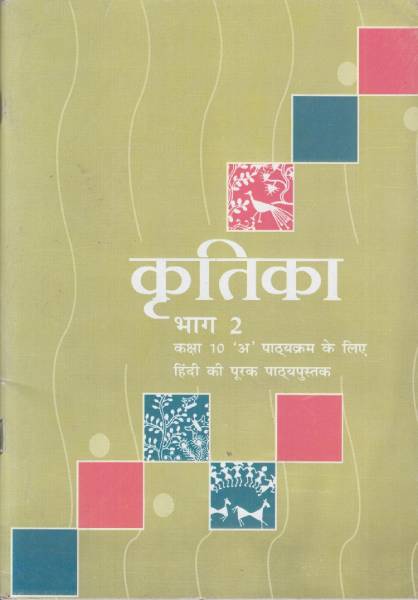 कृतिका
भाग 2
कक्षा 10 ‘अ’ पाठ्यक्रम के लिए
हिंदी की पूरक पाठ्यपुस्तक